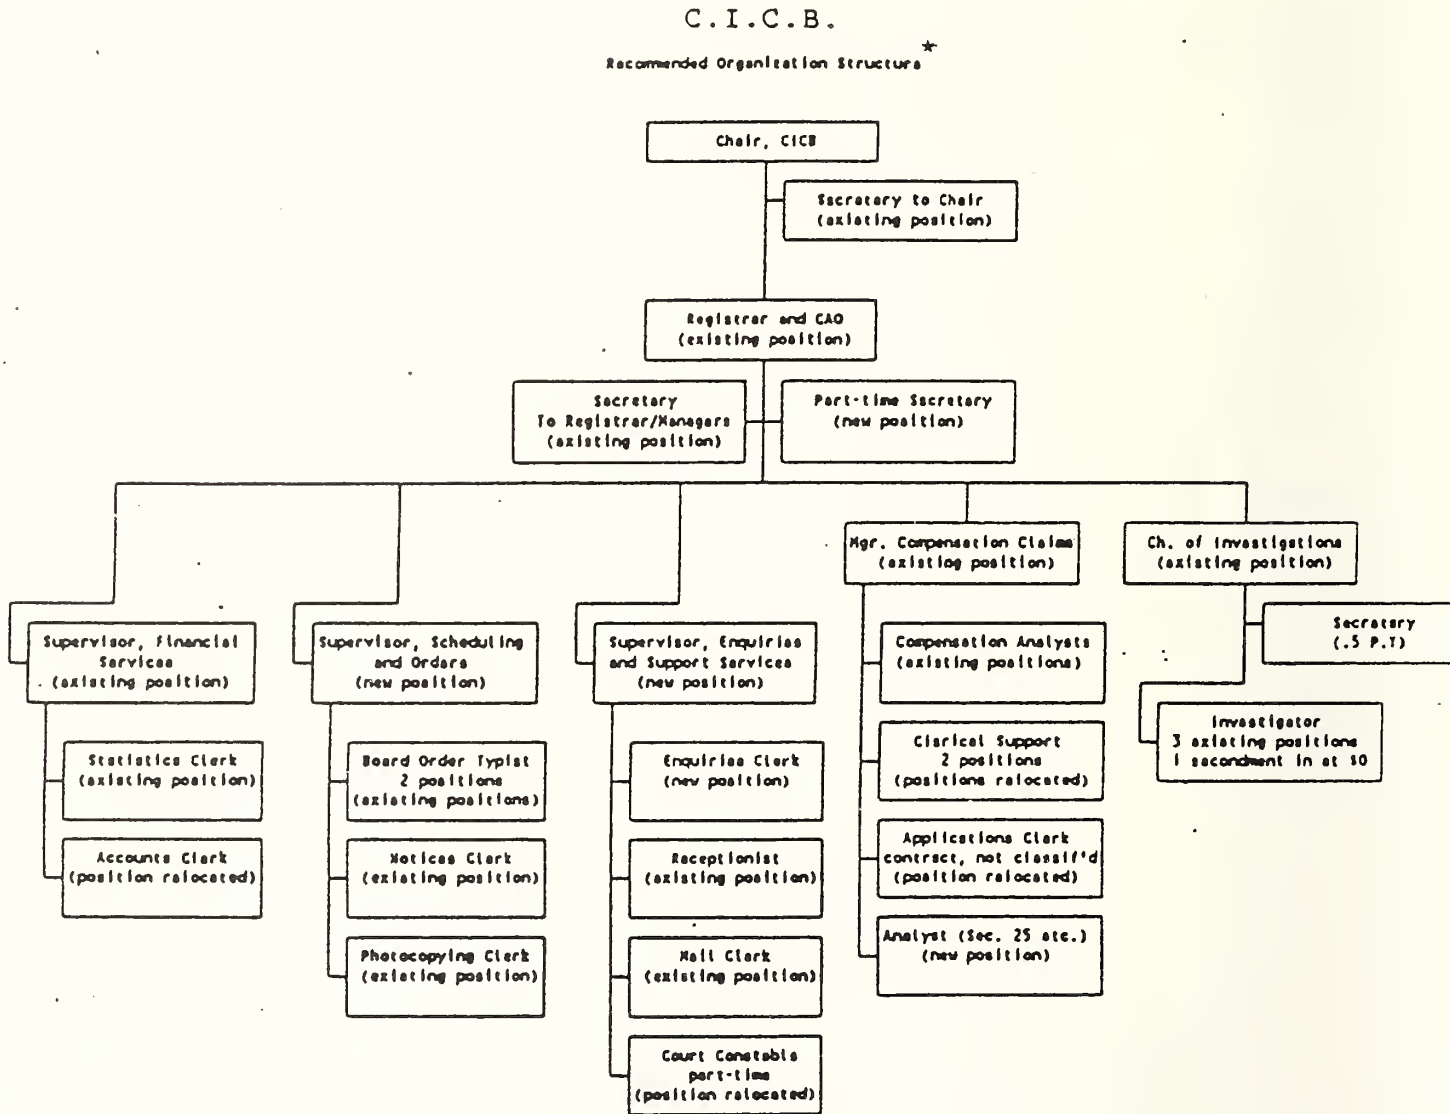 C.I.C.B.
Recommended Organization Structure *
Chair, CICB
Secretary to Chair
(existing position)
Registrar and CAO
(existing position)
Secretary
To Registrar/Managers
(existing position)
Part-time Secretary
(new position)
Mgr. Compensation Claims
(existing position)
Ch. of Investigations
(existing position)
Supervisor, Financial
Services
(existing position)
Supervisor, Scheduling
and Orders
(new position)
Supervisor, Enquiries
and Support Services
(new position)
Compensation Analysts
(existing positions)
Secretary
(.5 P.T)
Statistics Clerk
(existing position)
Board Order Typist
2 positions
(existing positions)
Enquiries Clerk
(new position)
Clerical Support
2 positions
(positions relocated)
Investigator
3 existing positions
1 secondment in at $0
Accounts Clerk
(position relocated)
Notices Clerk
(existing position)
Receptionist
(existing position)
Applications Clerk
contract, not classif'd
(position relocated)
Photocopying Clerk
(existing position)
Mail Clerk
(existing position)
Analyst (Sec. 25 etc.)
(new position)
Court Constable
part-time
(position relocated)